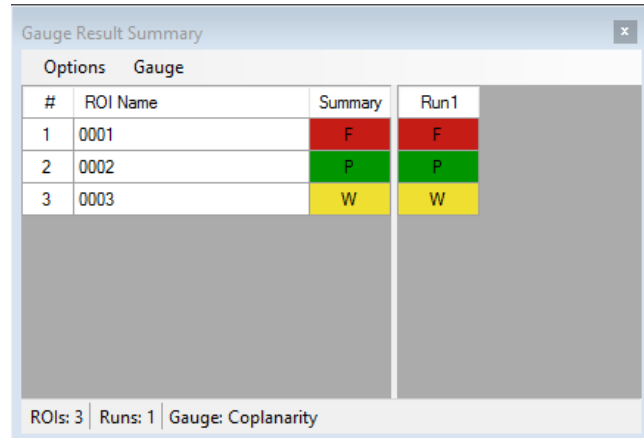 Gauge Result Summary x
Options Gauge
# ROI Name Summary Run1
1 0001 F F
2 0002 P P
3 0003 W W
ROIs: 3 Runs: 1 Gauge: Coplanarity